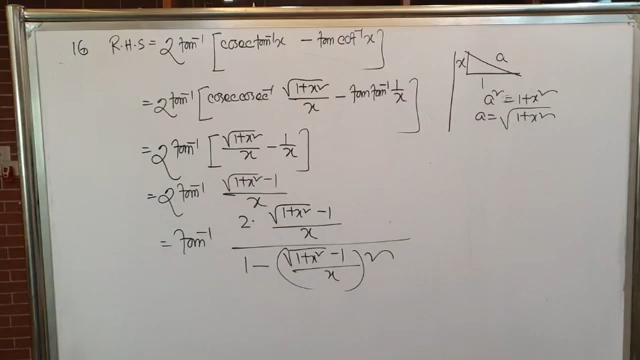 16 R.H.S = 2 tan⁻¹ [cosec tan⁻¹x − tan cot⁻¹x]
= 2 tan⁻¹ [cosec cosec⁻¹ √(1+x²)/x − tan tan⁻¹ 1/x]
= 2 tan⁻¹ [√(1+x²)/x − 1/x]
= 2 tan⁻¹ (√(1+x²) − 1)/x
= tan⁻¹ (2· (√(1+x²) − 1)/x) / (1 − ((√(1+x²) − 1)/x)²)
x a
1
a² = 1+x²
a = √(1+x²)